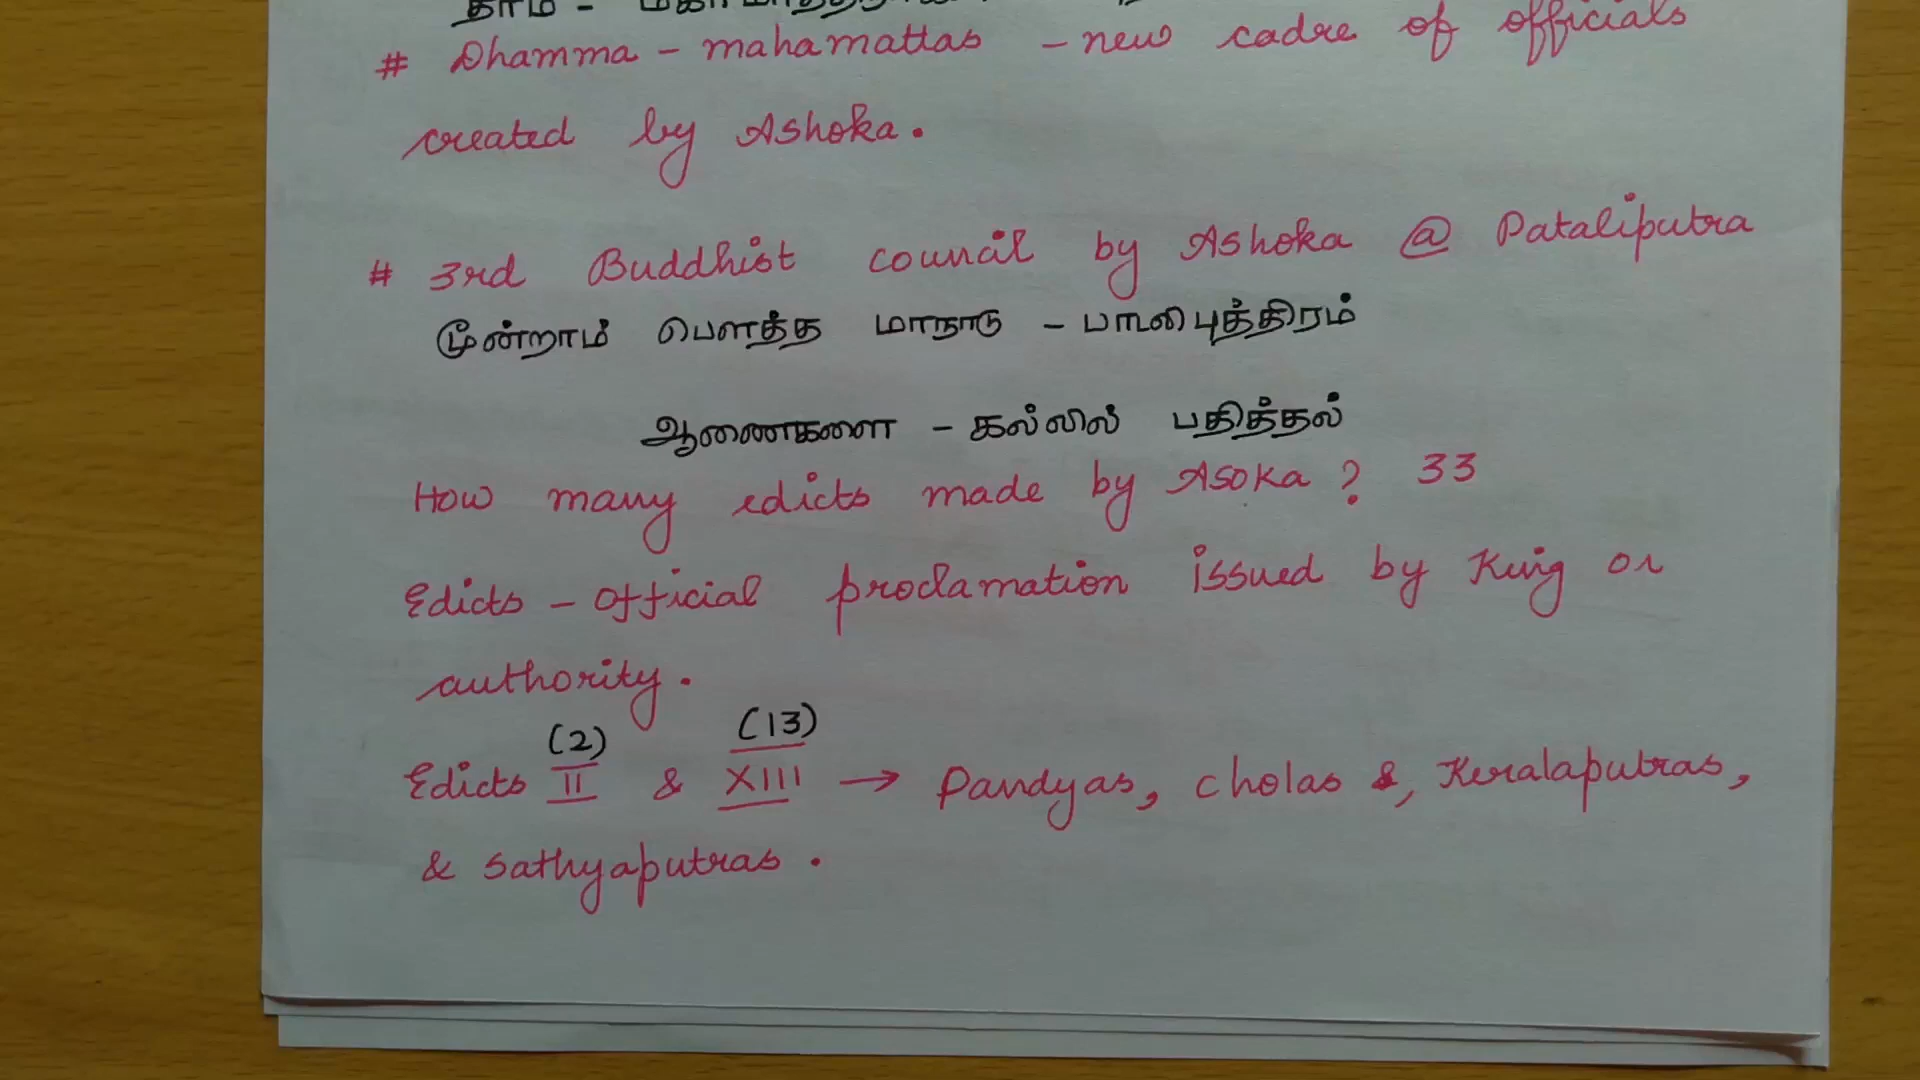 # Dhamma - mahamattas - new cadre of officials
created by Ashoka.
# 3rd Buddhist council by Ashoka @ Pataliputra
மூன்றாம் பௌத்த மாநாடு - பாடலிபுத்திரம்
ஆணைகளை - கல்லில் பதித்தல்
How many edicts made by Asoka? 33
Edicts - official proclamation issued by King or
authority.
(2) (13)
Edicts II & XIII → Pandyas, cholas &, Keralaputras,
& Sathyaputras.